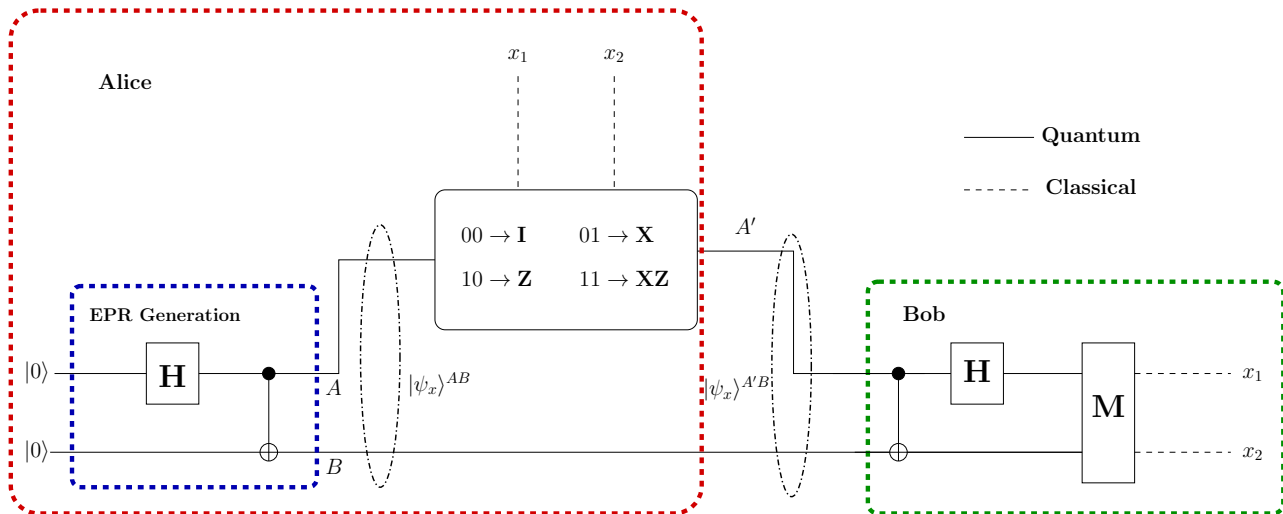 x₁ x₂
Alice
Quantum
Classical
00 → I 01 → X
10 → Z 11 → XZ
A′
EPR Generation
Bob
|0⟩ H A |ψₓ⟩ᴬᴮ |ψₓ⟩ᴬ′ᴮ H M x₁
|0⟩ B x₂